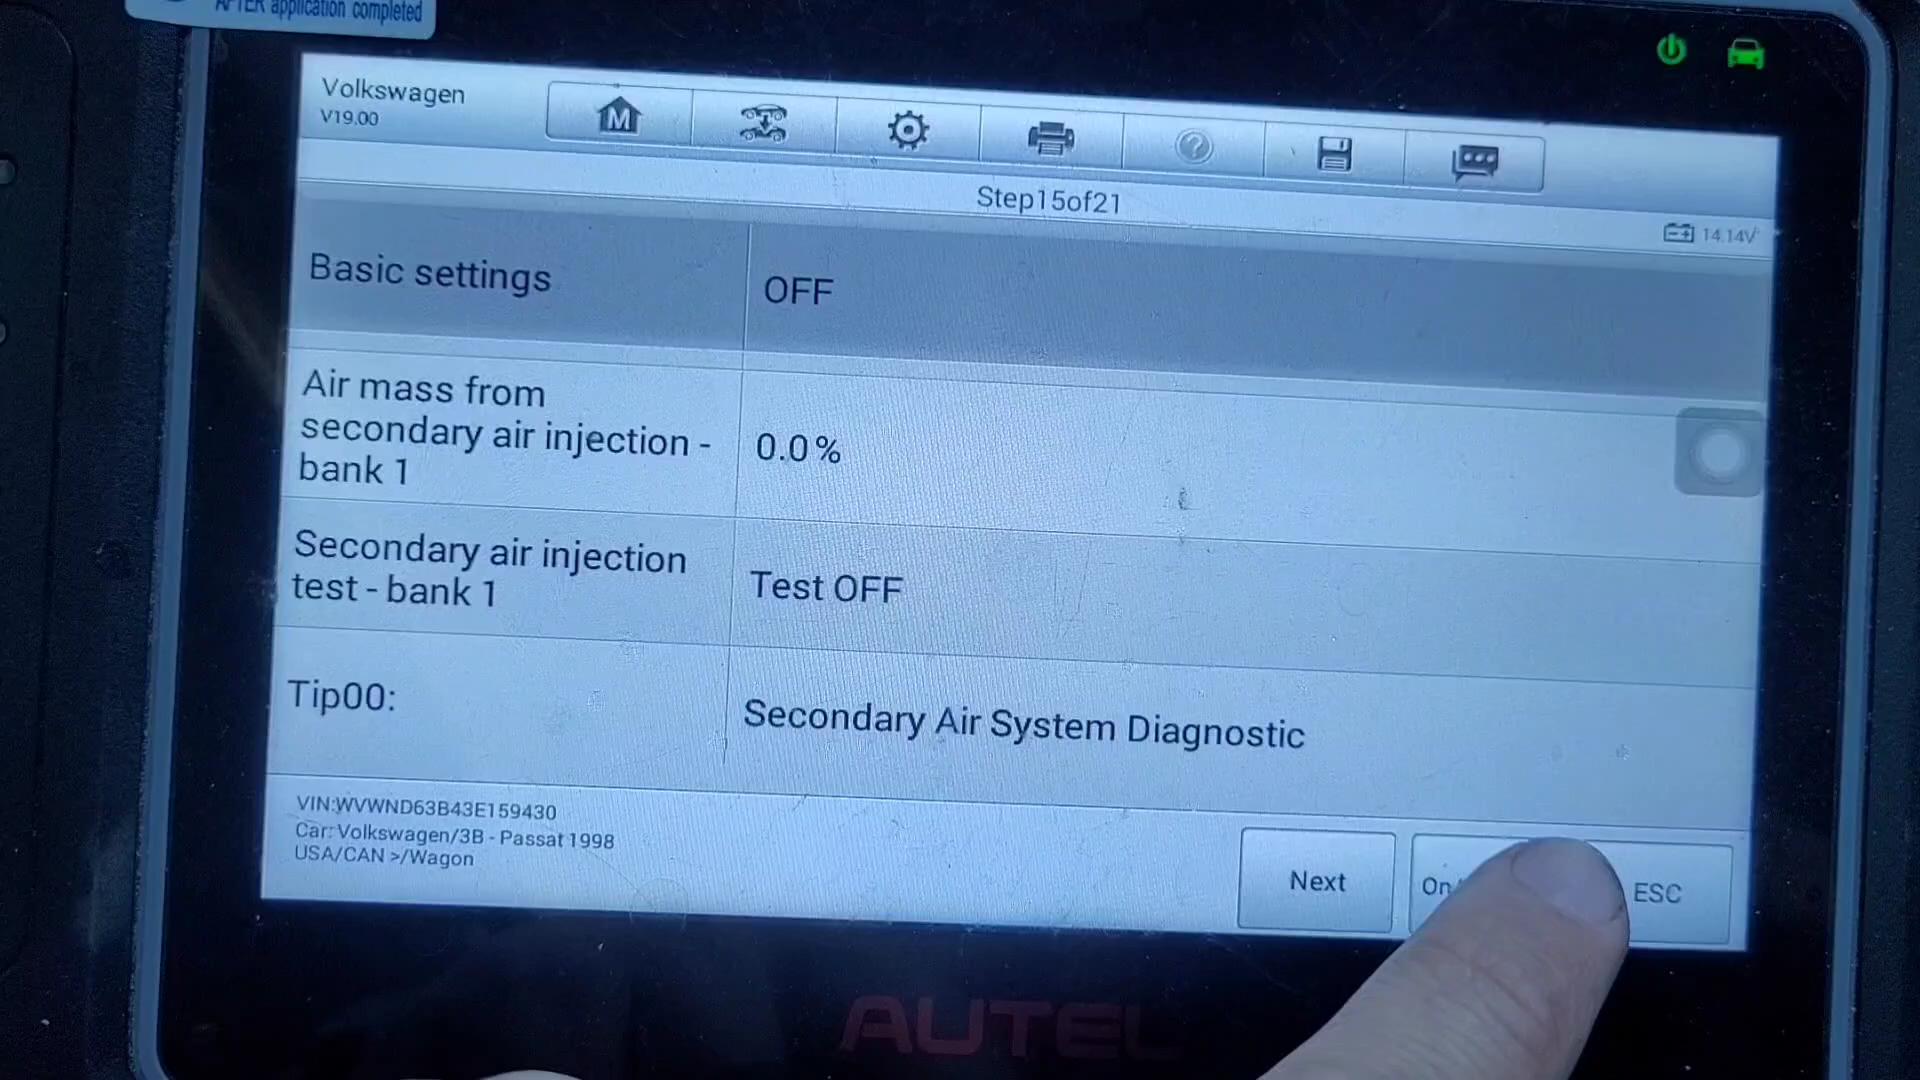 AFTER application completed
Volkswagen
V19.00
M
Step15of21
14.14V
Basic settings
OFF
Air mass from
secondary air injection -
bank 1
0.0%
Secondary air injection
test - bank 1
Test OFF
Tip00:
Secondary Air System Diagnostic
VIN:WVWND63B43E159430
Car:Volkswagen/3B - Passat 1998
USA/CAN >/Wagon
Next
On
ESC
AUTEL